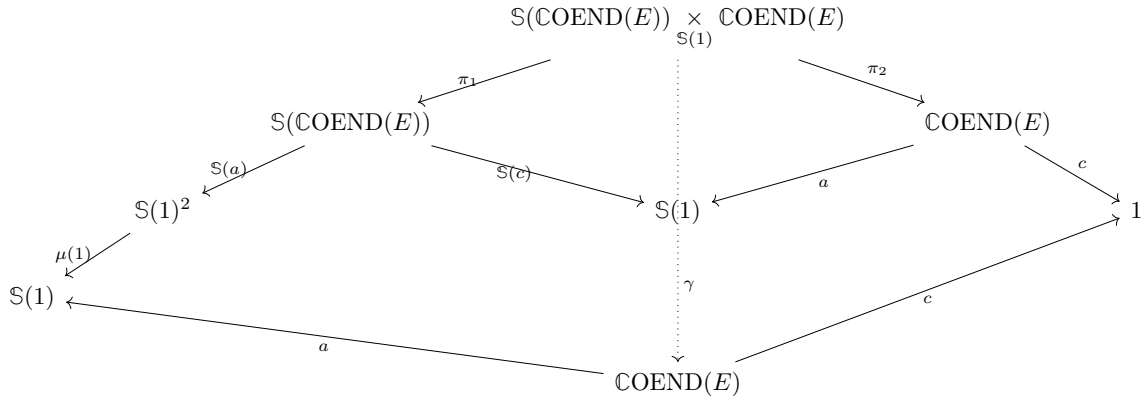 𝕊(ℂOEND(E)) × ℂOEND(E)
𝕊(1)
π₁
π₂
𝕊(ℂOEND(E))
ℂOEND(E)
𝕊(a)
𝕊(c)
a
c
𝕊(1)²
𝕊(1)
1
μ(1)
γ
𝕊(1)
c
a
ℂOEND(E)